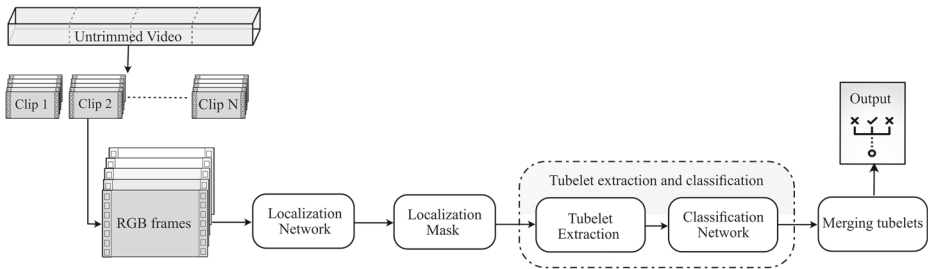 Untrimmed Video
Clip 1
Clip 2
Clip N
RGB frames
Localization
Network
Localization
Mask
Tubelet extraction and classification
Tubelet
Extraction
Classification
Network
Merging tubelets
Output